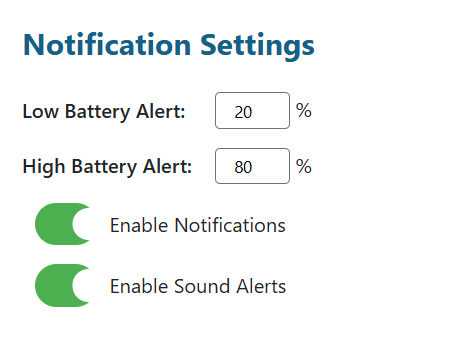 Notification Settings
Low Battery Alert: 20 %
High Battery Alert: 80 %
Enable Notifications
Enable Sound Alerts